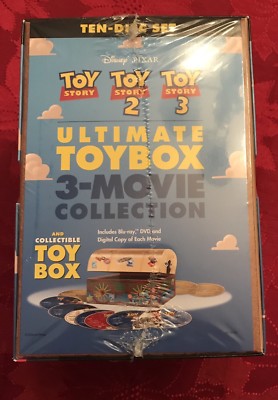 TEN-DISC SET
Disney·PIXAR
TOY STORY
TOY STORY 2
TOY STORY 3
ULTIMATE
TOYBOX
3-MOVIE
COLLECTION
Includes Blu-ray,™ DVD and
Digital Copy of Each Movie
AND
COLLECTIBLE
TOY
BOX